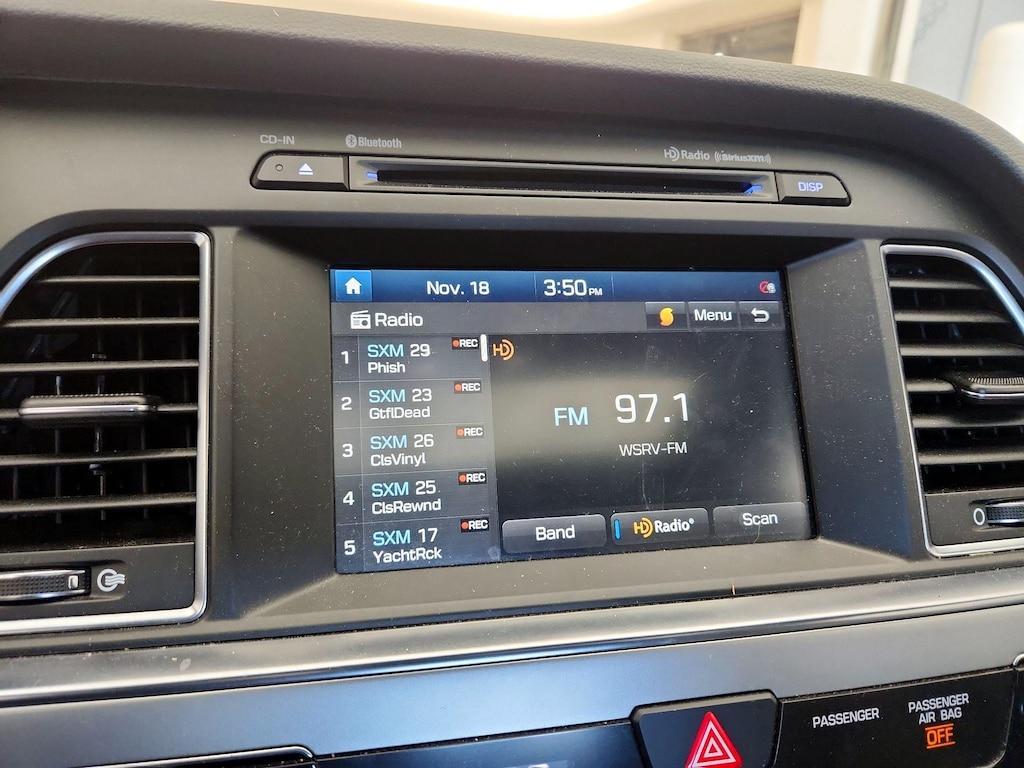 CD-IN
Bluetooth
HD Radio ((SiriusXM))
DISP
Nov. 18 3:50 PM
Radio
Menu
1 SXM 29 REC
Phish
HD
2 SXM 23 REC
GtflDead
FM 97.1
WSRV-FM
3 SXM 26 REC
ClsVinyl
4 SXM 25 REC
ClsRewnd
5 SXM 17 REC
YachtRck
Band
HD Radio®
Scan
0
PASSENGER
PASSENGER
AIR BAG
OFF